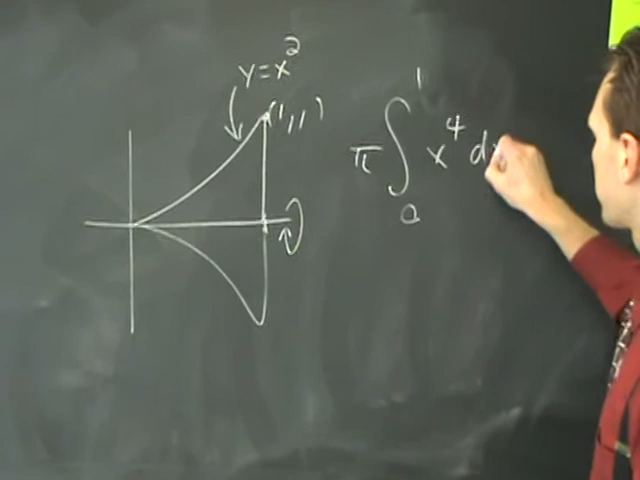 y=x²
(1,1)
π∫₀¹ x⁴ dx